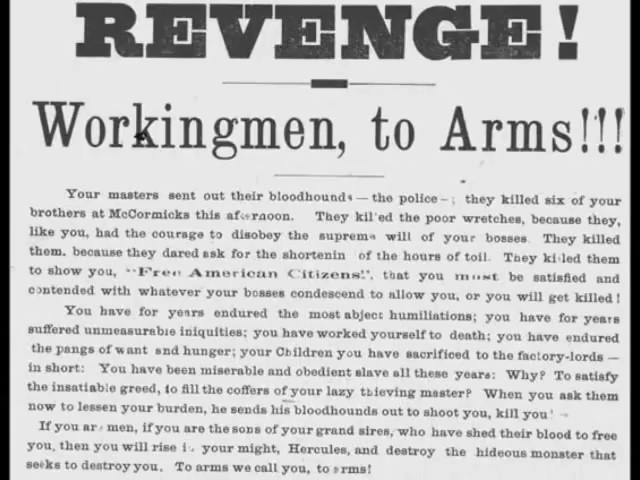 REVENGE!
Workingmen, to Arms!!!
Your masters sent out their bloodhounds — the police —; they killed six of your
brothers at McCormicks this afternoon. They killed the poor wretches, because they,
like you, had the courage to disobey the supreme will of your bosses. They killed
them, because they dared ask for the shortenin of the hours of toil. They killed them
to show you, "Free American Citizens!", that you must be satisfied and
contended with whatever your bosses condescend to allow you, or you will get killed!
You have for years endured the most abject humiliations; you have for years
suffered unmeasurable iniquities; you have worked yourself to death; you have endured
the pangs of want and hunger; your Children you have sacrificed to the factory-lords —
in short: You have been miserable and obedient slave all these years: Why? To satisfy
the insatiable greed, to fill the coffers of your lazy thieving master? When you ask them
now to lessen your burden, he sends his bloodhounds out to shoot you, kill you!
If you are men, if you are the sons of your grand sires, who have shed their blood to free
you, then you will rise in your might, Hercules, and destroy the hideous monster that
seeks to destroy you. To arms we call you, to arms!